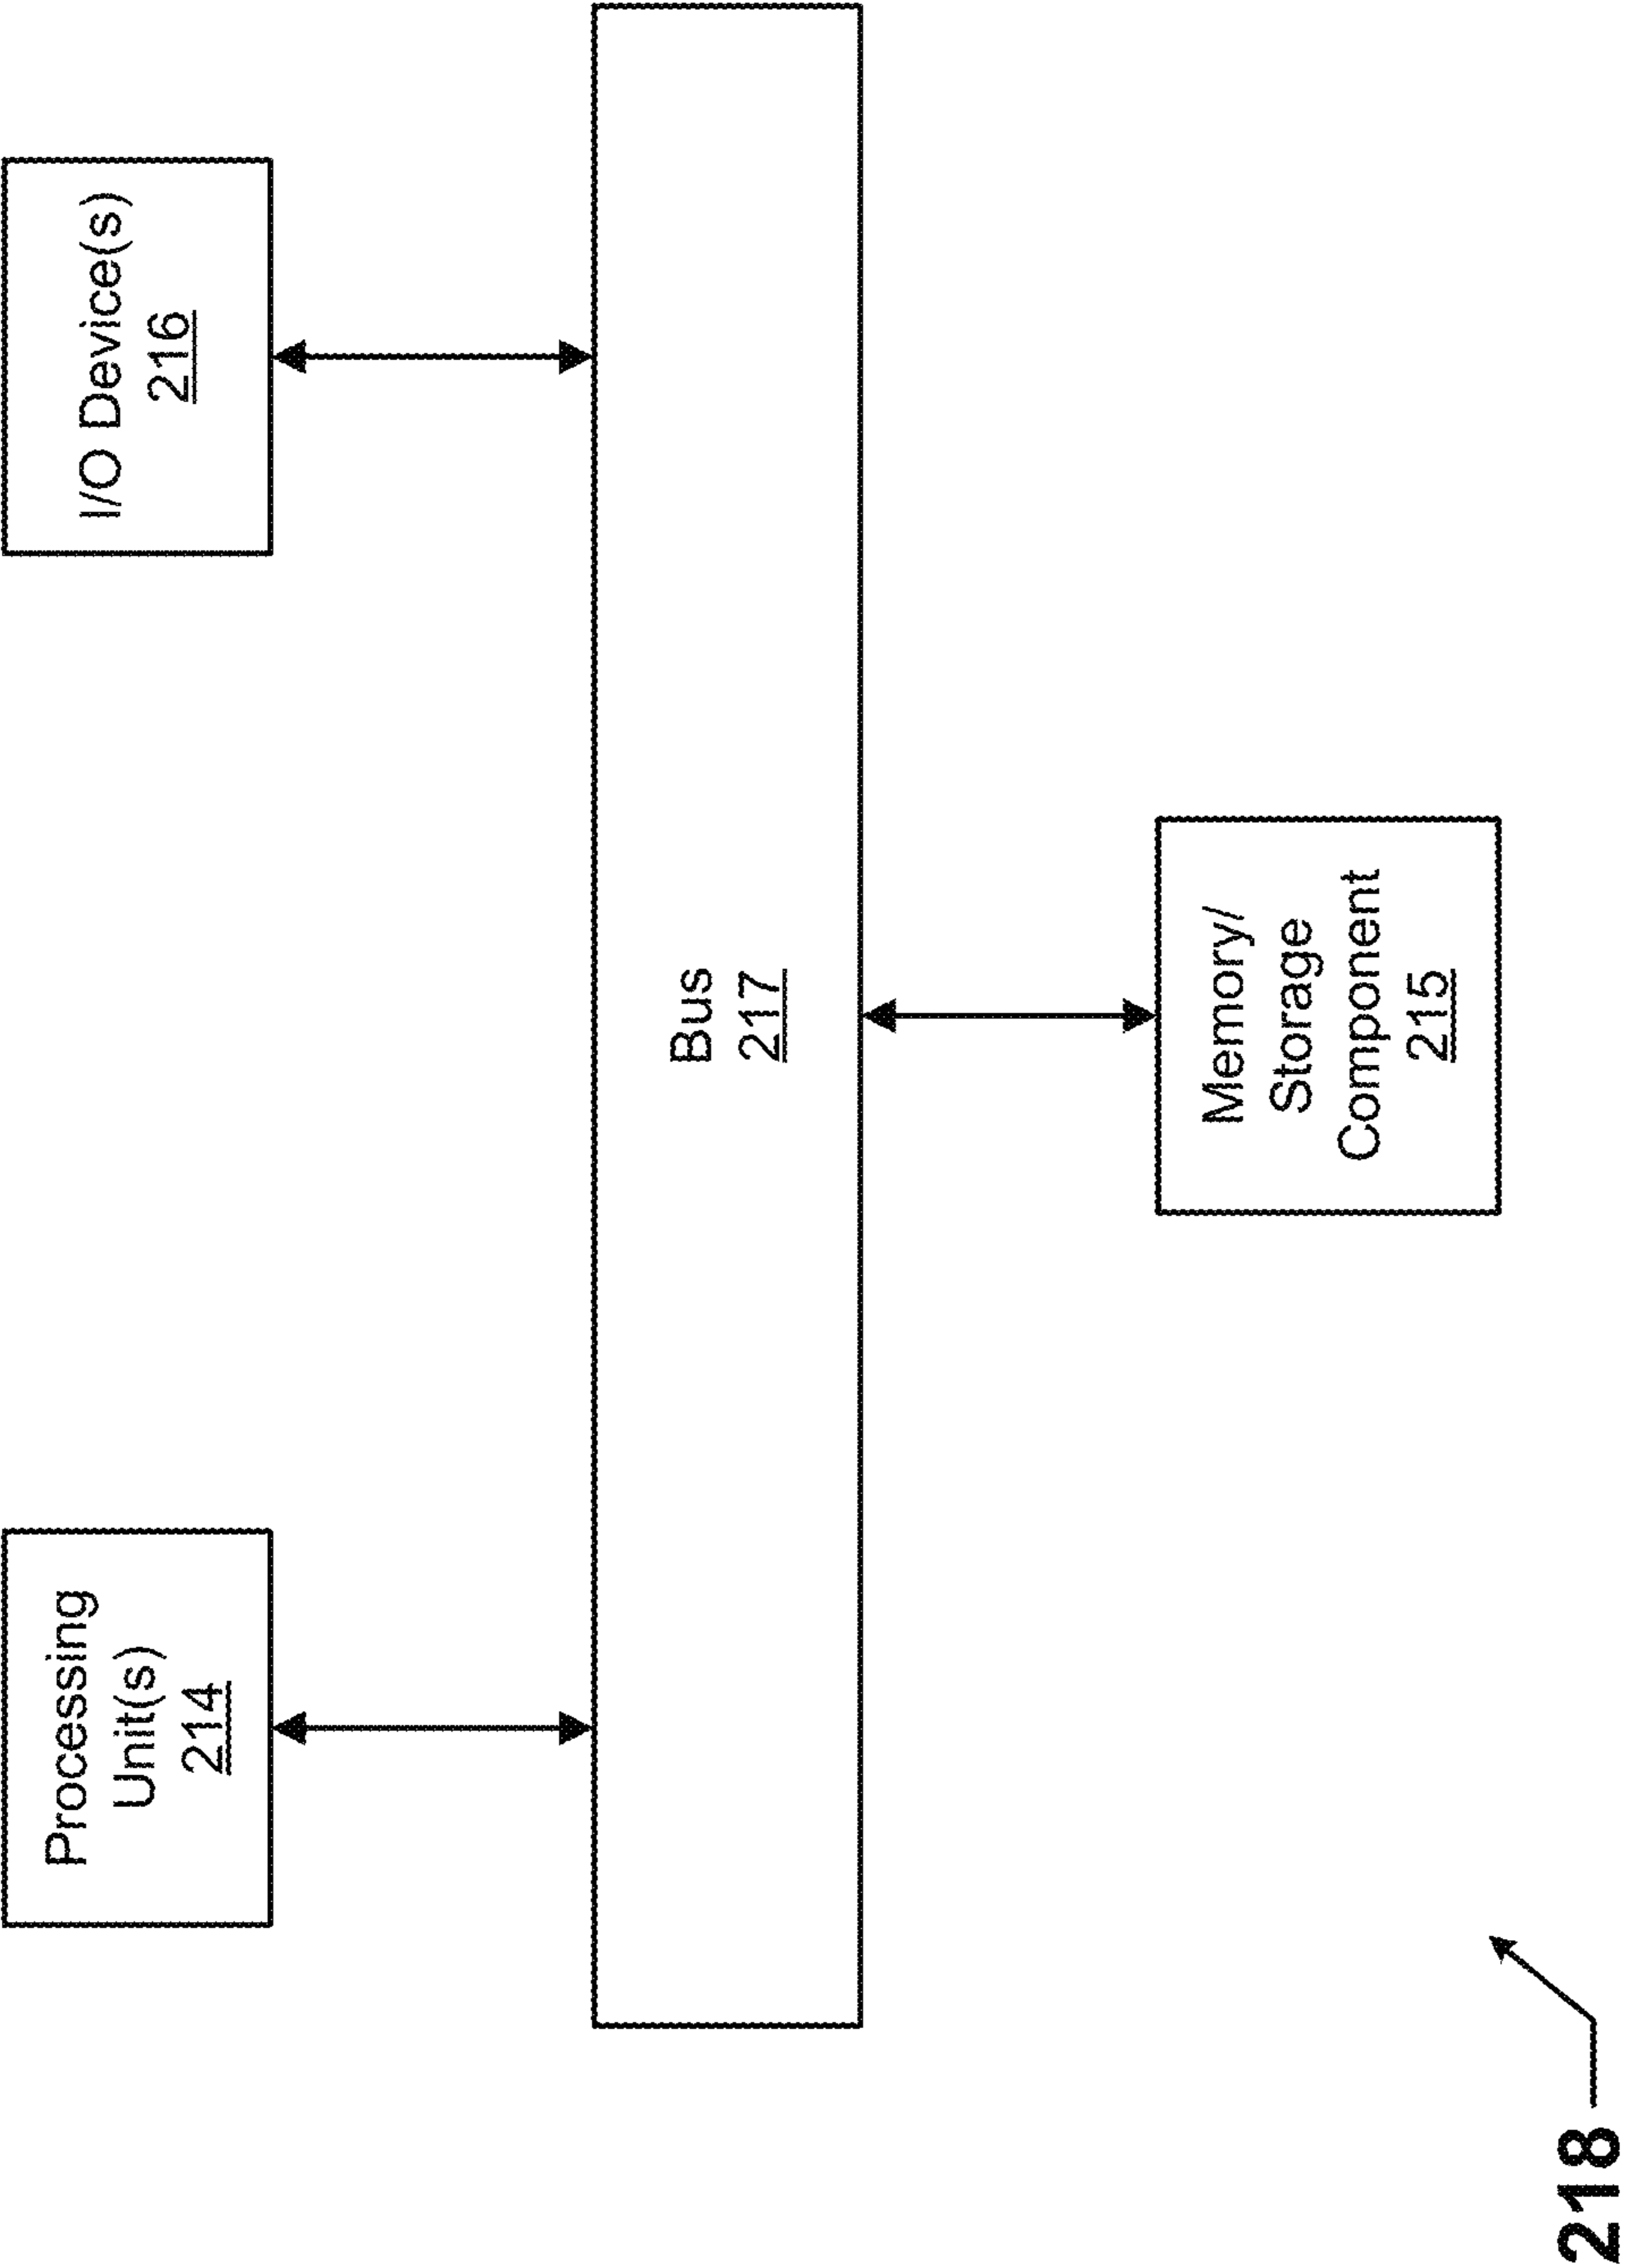 Processing
Unit(s)
214
I/O Device(s)
216
Bus
217
Memory/
Storage
Component
215
218